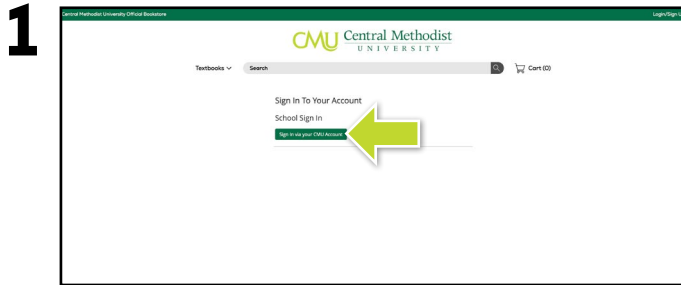 1
Central Methodist University Official Bookstore
Login/Sign U
CMU Central Methodist
UNIVERSITY
Textbooks
Search
Cart (0)
Sign In To Your Account
School Sign In
Sign in via your CMU Account